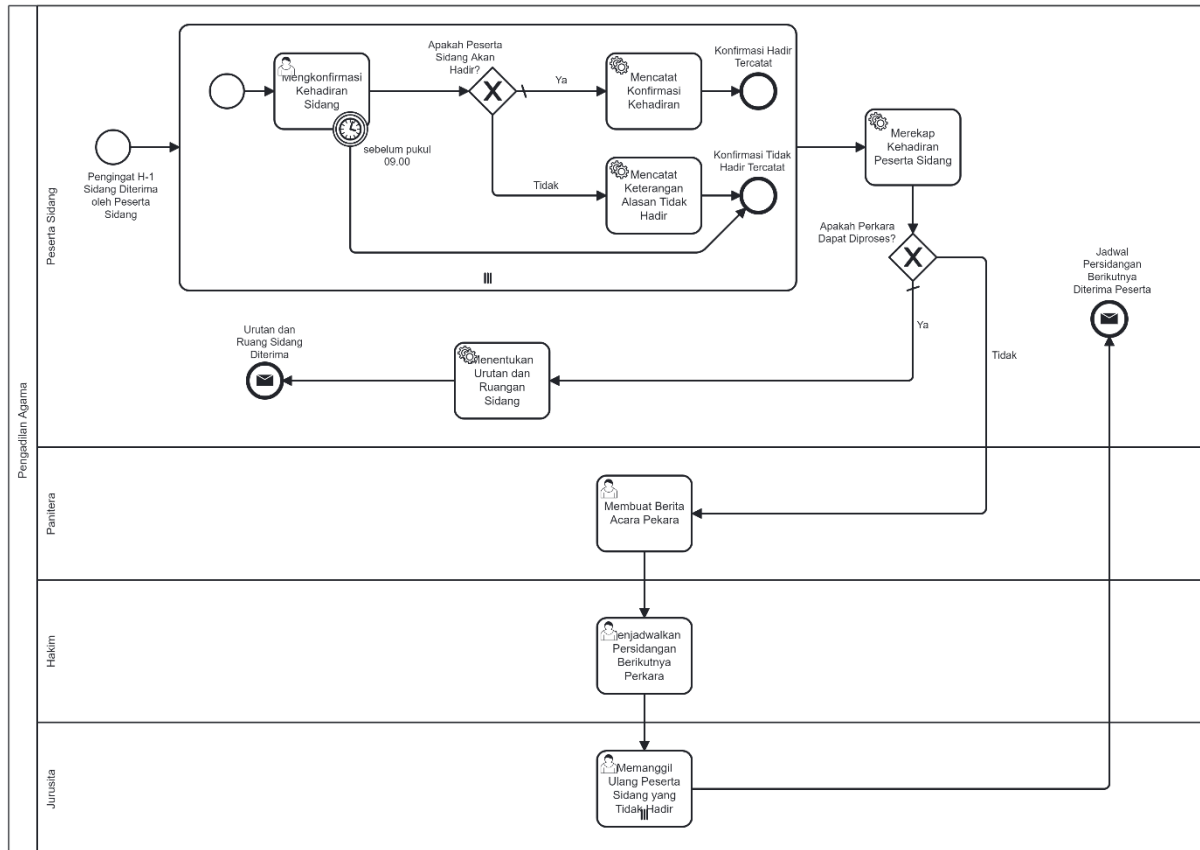 Pengadilan Agama
Peserta Sidang
Pengingat H-1
Sidang Diterima
oleh Peserta
Sidang
Mengkonfirmasi
Kehadiran
Sidang
sebelum pukul
09.00
Apakah Peserta
Sidang Akan
Hadir?
Ya
Tidak
Mencatat
Konfirmasi
Kehadiran
Konfirmasi Hadir
Tercatat
Mencatat
Keterangan
Alasan Tidak
Hadir
Konfirmasi Tidak
Hadir Tercatat
Merekap
Kehadiran
Peserta Sidang
Apakah Perkara
Dapat Diproses?
Ya
Tidak
Menentukan
Urutan dan
Ruangan
Sidang
Urutan dan
Ruang Sidang
Diterima
Jadwal
Persidangan
Berikutnya
Diterima Peserta
Panitera
Membuat Berita
Acara Pekara
Hakim
enjadwalkan
Persidangan
Berikutnya
Perkara
Jurusita
Memanggil
Ulang Peserta
Sidang yang
Tidak Hadir